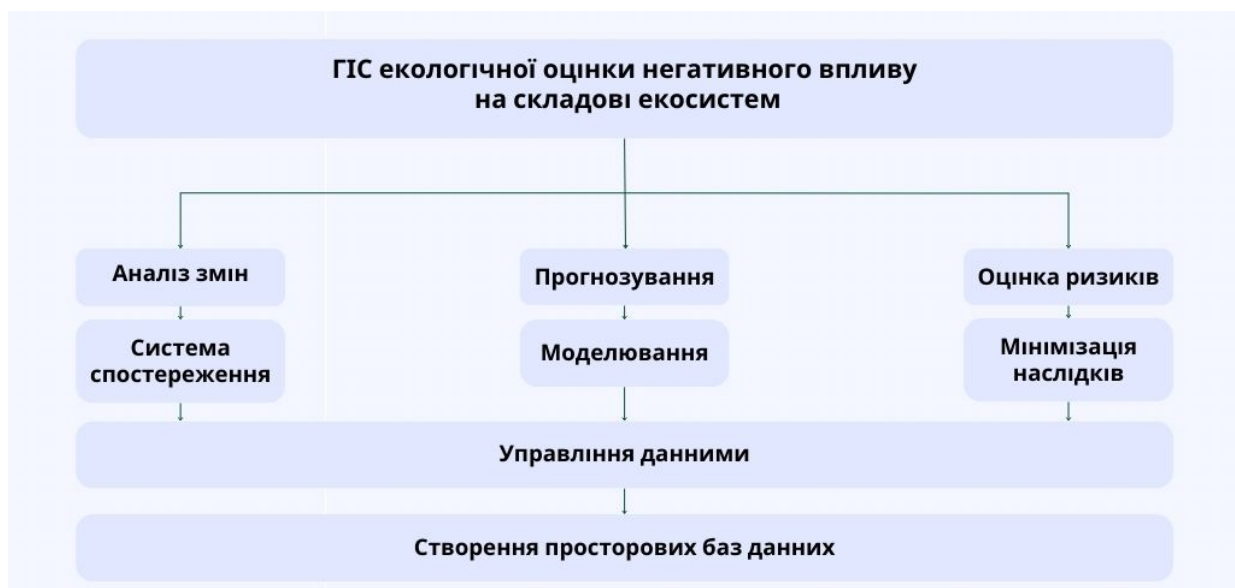 ГІС екологічної оцінки негативного впливу
на складові екосистем
Аналіз змін
Прогнозування
Оцінка ризиків
Система
спостереження
Моделювання
Мінімізація
наслідків
Управління данними
Створення просторових баз данних